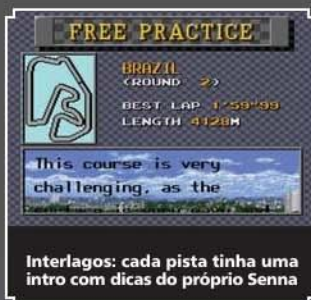 FREE PRACTICE
BRAZIL
(ROUND 2)
BEST LAP 1'59"99
LENGTH 4128M
This course is very
challenging, as the
Interlagos: cada pista tinha uma
intro com dicas do próprio Senna